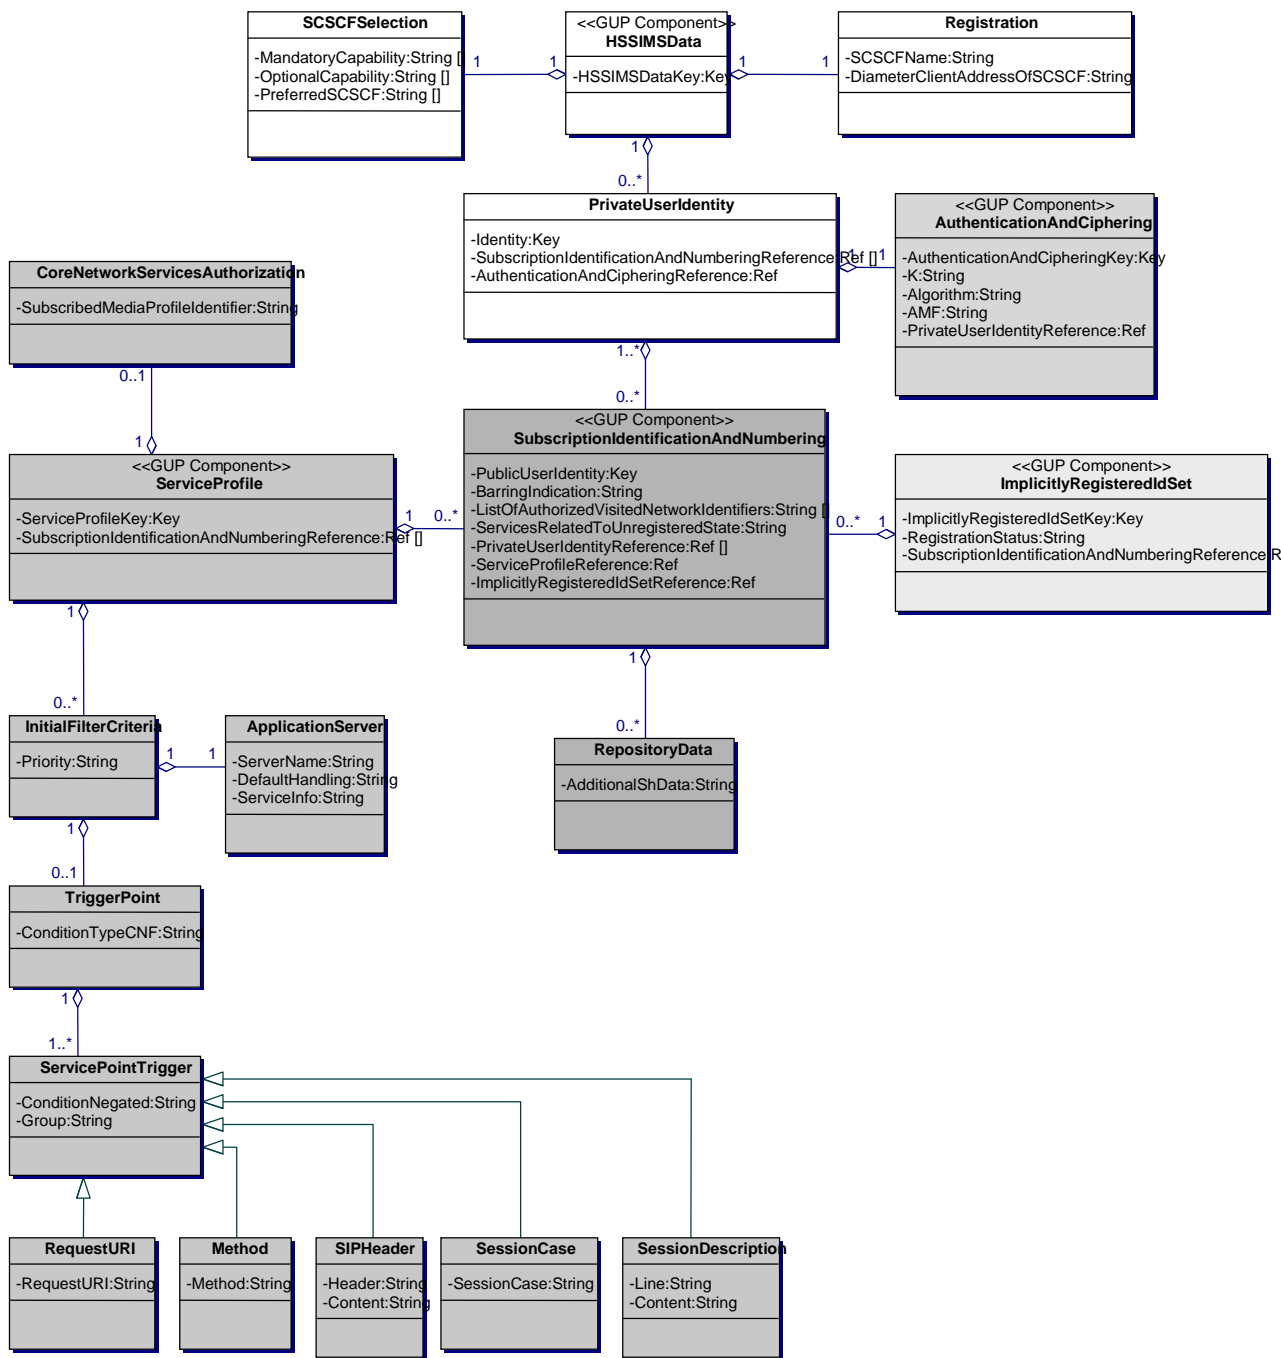 SCSCFSelection
-MandatoryCapability:String []
-OptionalCapability:String []
-PreferredSCSCF:String []
1
1
<<GUP Component>>
HSSIMSData
-HSSIMSDataKey:Key
1
1
Registration
-SCSCFName:String
-DiameterClientAddressOfSCSCF:String
1
0..*
PrivateUserIdentity
-Identity:Key
-SubscriptionIdentificationAndNumberingReference:Ref []
-AuthenticationAndCipheringReference:Ref
1
1
<<GUP Component>>
AuthenticationAndCiphering
-AuthenticationAndCipheringKey:Key
-K:String
-Algorithm:String
-AMF:String
-PrivateUserIdentityReference:Ref
CoreNetworkServicesAuthorization
-SubscribedMediaProfileIdentifier:String
0..1
1
1..*
0..*
<<GUP Component>>
ServiceProfile
-ServiceProfileKey:Key
-SubscriptionIdentificationAndNumberingReference:Ref []
1
0..*
<<GUP Component>>
SubscriptionIdentificationAndNumbering
-PublicUserIdentity:Key
-BarringIndication:String
-ListOfAuthorizedVisitedNetworkIdentifiers:String []
-ServicesRelatedToUnregisteredState:String
-PrivateUserIdentityReference:Ref []
-ServiceProfileReference:Ref
-ImplicitlyRegisteredIdSetReference:Ref
0..*
1
<<GUP Component>>
ImplicitlyRegisteredIdSet
-ImplicitlyRegisteredIdSetKey:Key
-RegistrationStatus:String
-SubscriptionIdentificationAndNumberingReference:R
1
0..*
1
0..*
InitialFilterCriteria
-Priority:String
1
1
ApplicationServer
-ServerName:String
-DefaultHandling:String
-ServiceInfo:String
RepositoryData
-AdditionalShData:String
1
0..1
TriggerPoint
-ConditionTypeCNF:String
1
1..*
ServicePointTrigger
-ConditionNegated:String
-Group:String
RequestURI
-RequestURI:String
Method
-Method:String
SIPHeader
-Header:String
-Content:String
SessionCase
-SessionCase:String
SessionDescription
-Line:String
-Content:String